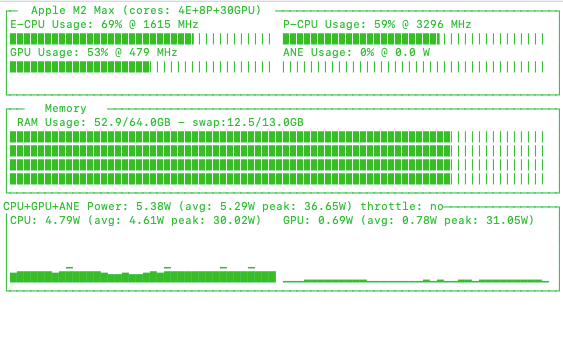 Apple M2 Max (cores: 4E+8P+30GPU)
E-CPU Usage: 69% @ 1615 MHz
P-CPU Usage: 59% @ 3296 MHz
GPU Usage: 53% @ 479 MHz
ANE Usage: 0% @ 0.0 W
Memory
RAM Usage: 52.9/64.0GB - swap:12.5/13.0GB
CPU+GPU+ANE Power: 5.38W (avg: 5.29W peak: 36.65W) throttle: no
CPU: 4.79W (avg: 4.61W peak: 30.02W)
GPU: 0.69W (avg: 0.78W peak: 31.05W)